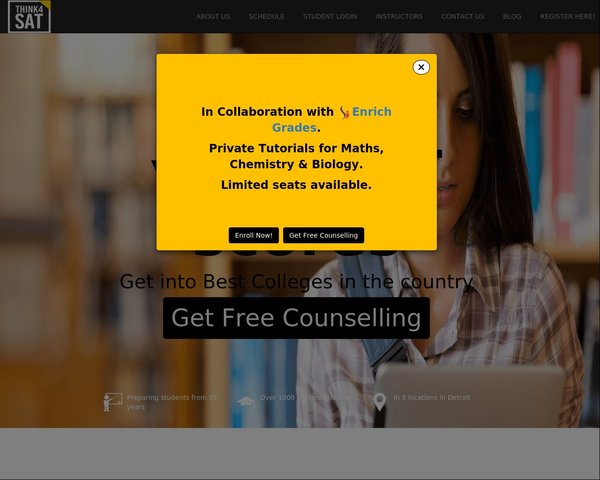 THINK4
SAT
ABOUT US
SCHEDULE
STUDENT LOGIN
INSTRUCTORS
CONTACT US
BLOG
REGISTER HERE!
×
In Collaboration with Enrich
Grades.
Private Tutorials for Maths,
Chemistry & Biology.
Limited seats available.
Enroll Now!
Get Free Counselling
Get into Best Colleges in the country
Get Free Counselling
Preparing students from 15
years
Over 1000 students
In 5 locations in Detroit